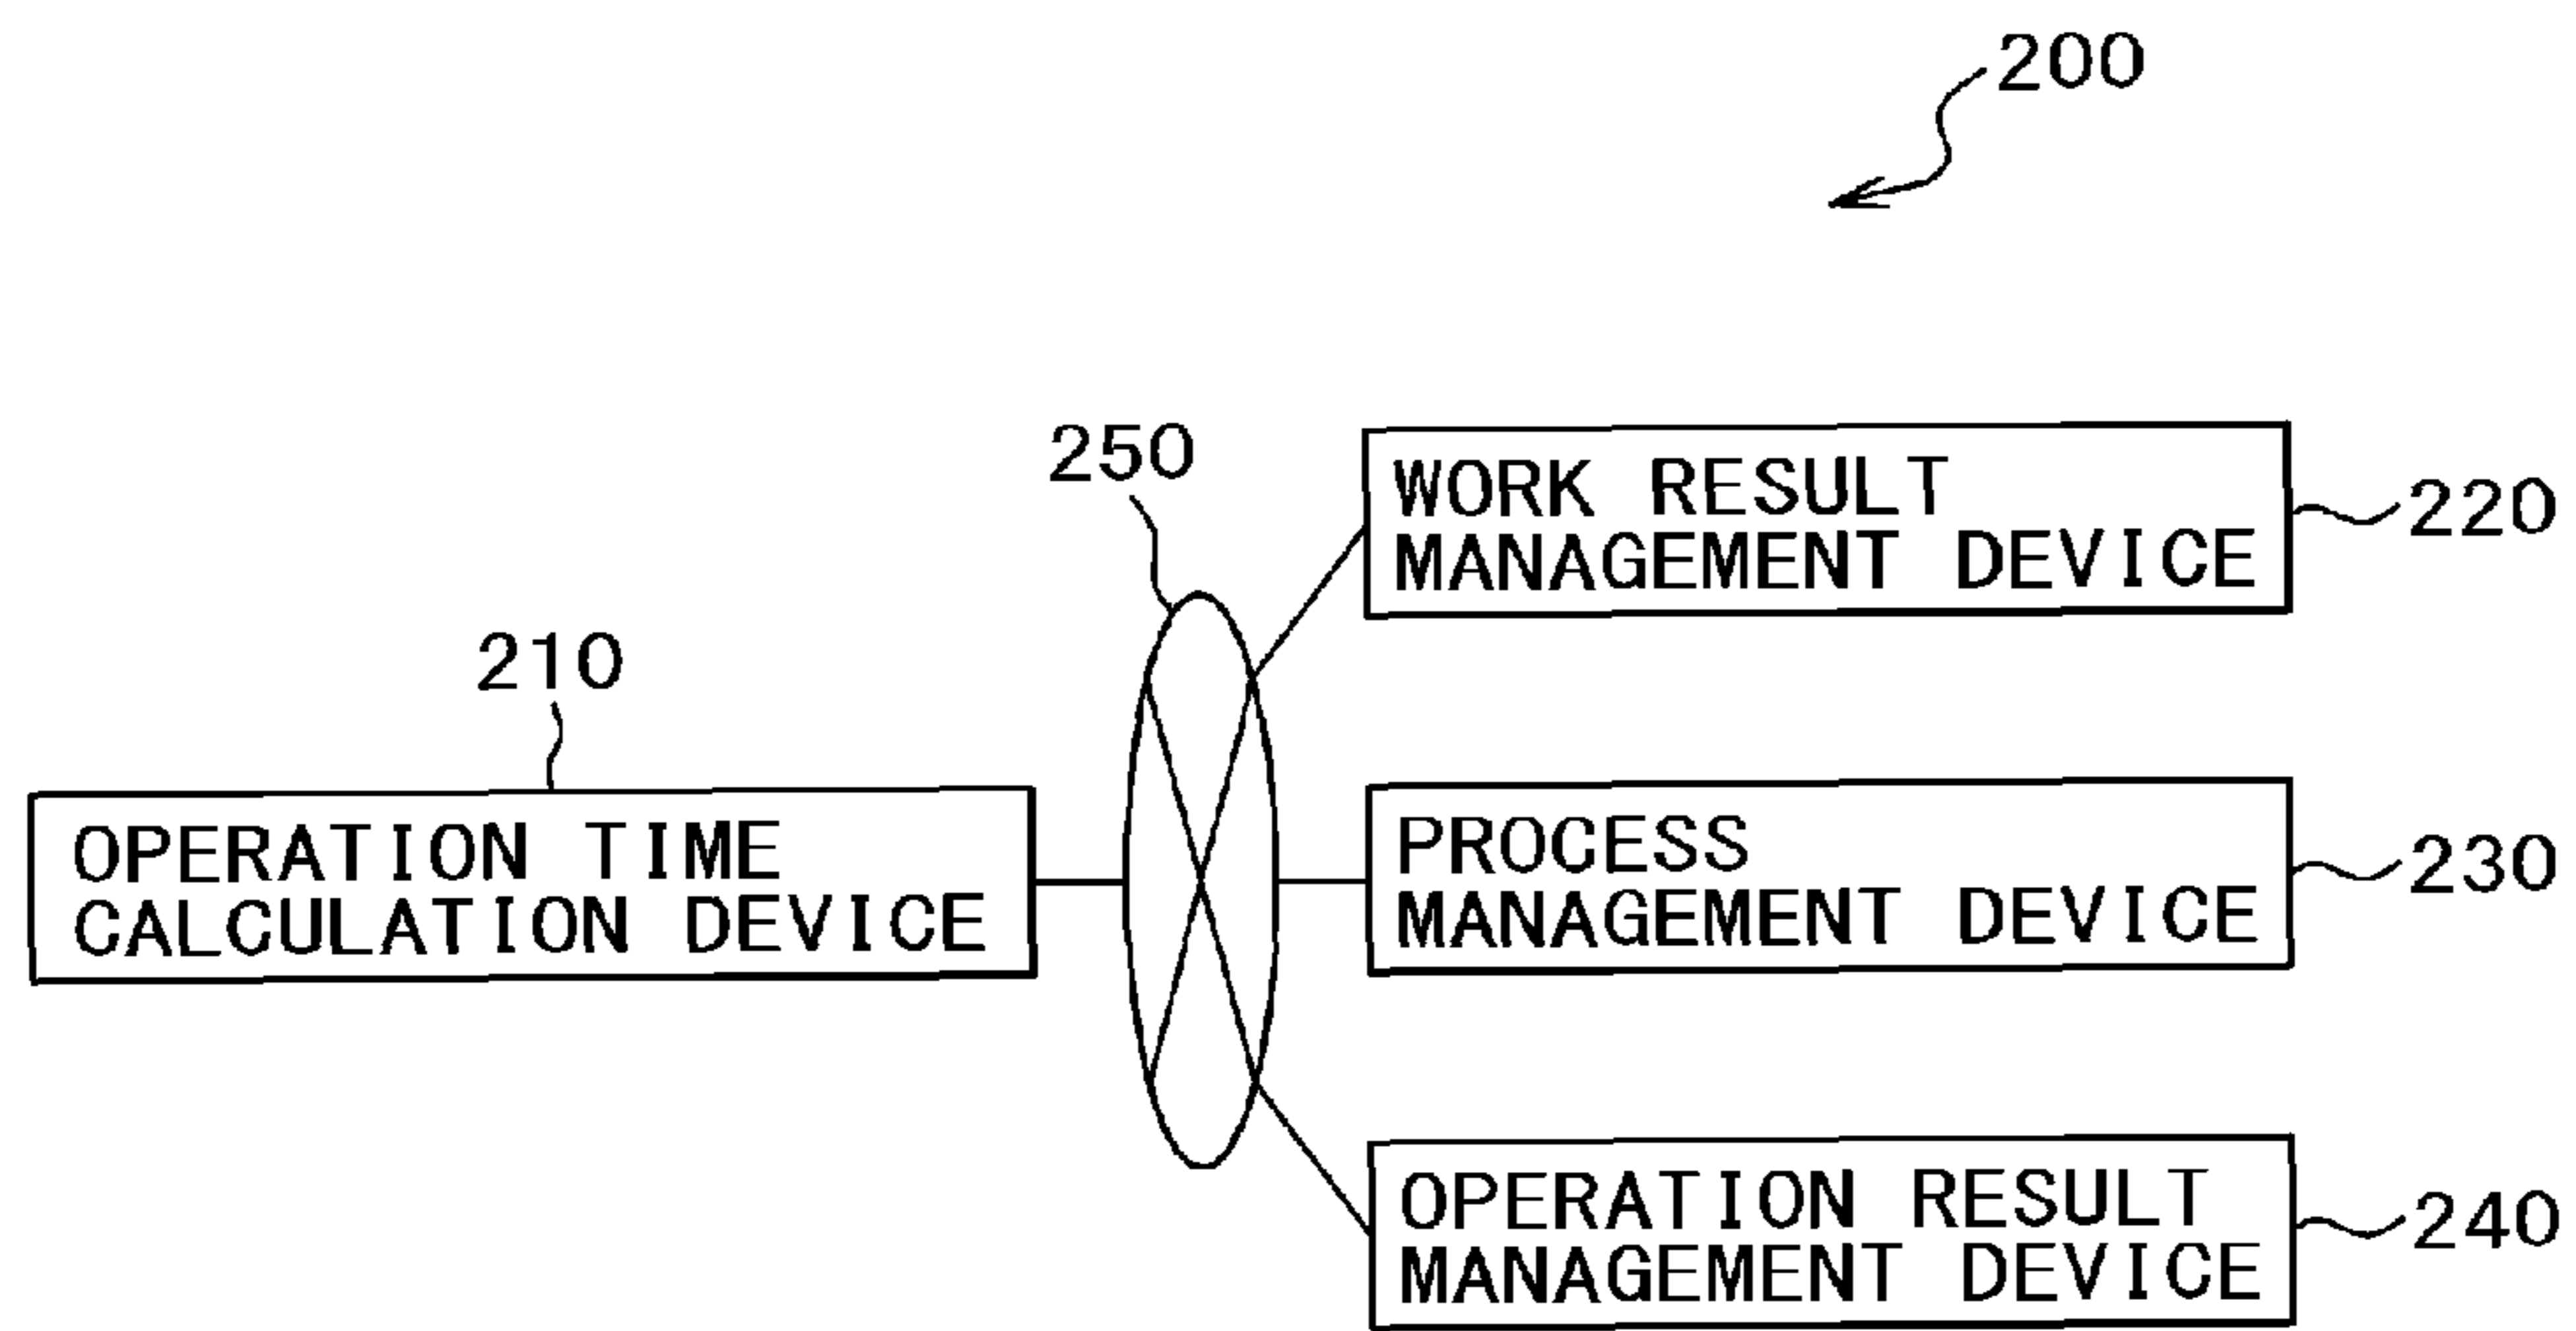 200
250
WORK RESULT
MANAGEMENT DEVICE
220
210
OPERATION TIME
CALCULATION DEVICE
PROCESS
MANAGEMENT DEVICE
230
OPERATION RESULT
MANAGEMENT DEVICE
240